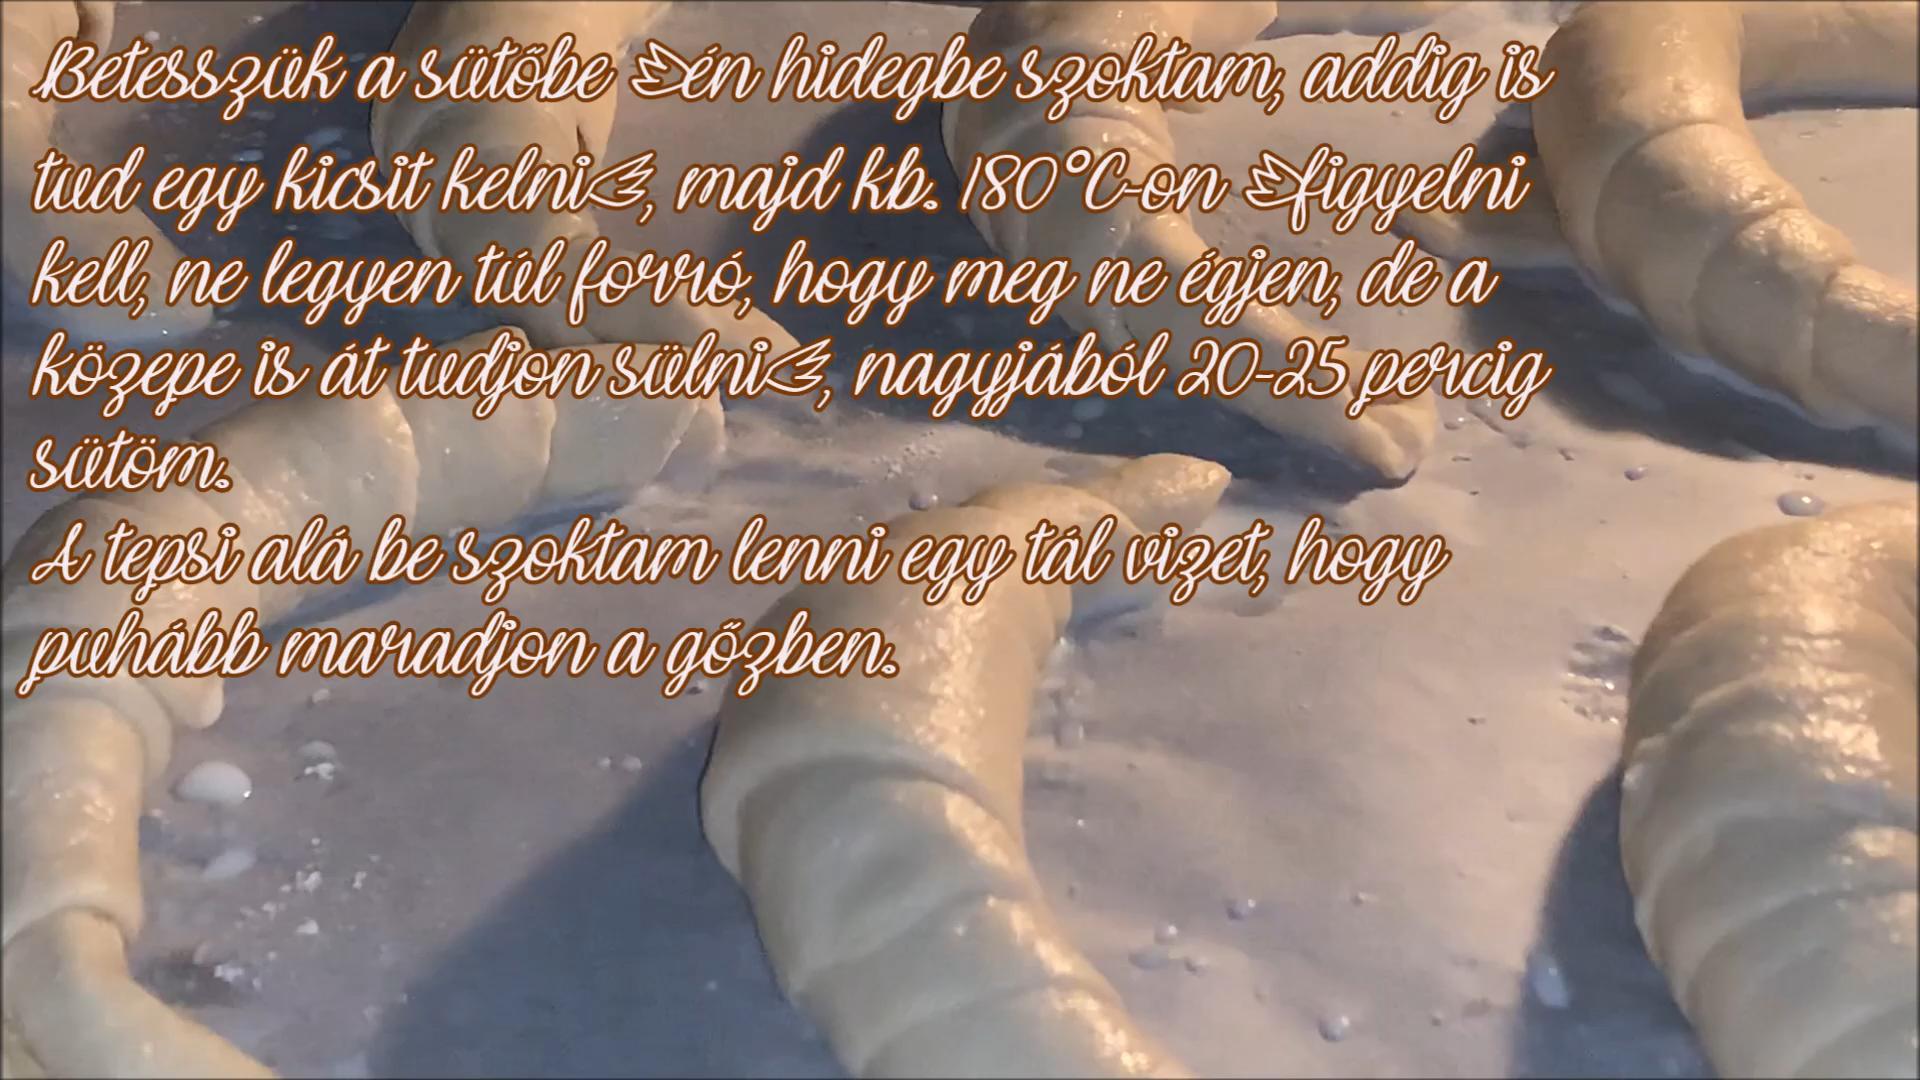 Betesszük a sütőbe (én hidegbe szoktam, addig is
tud egy kicsit kelni), majd kb. 180°C-on (figyelni
kell, ne legyen túl forró, hogy meg ne égjen, de a
közepe is át tudjon sülni), nagyjából 20-25 percig
sütöm.
A tepsi alá be szoktam lenni egy tál vizet, hogy
puhább maradjon a gőzben.